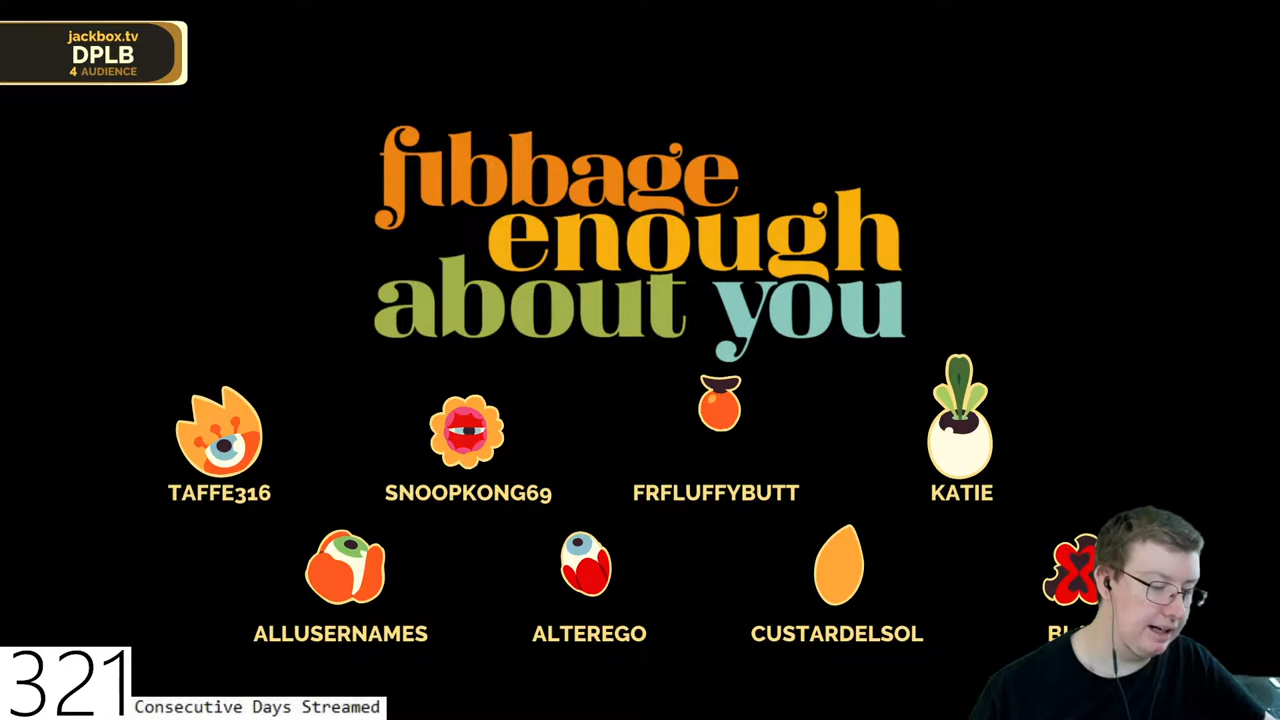 jackbox.tv
DPLB
4 AUDIENCE
fibbage
enough
about you
TAFFE316
SNOOPKONG69
FRFLUFFYBUTT
KATIE
ALLUSERNAMES
ALTEREGO
CUSTARDELSOL
321
Consecutive Days Streamed